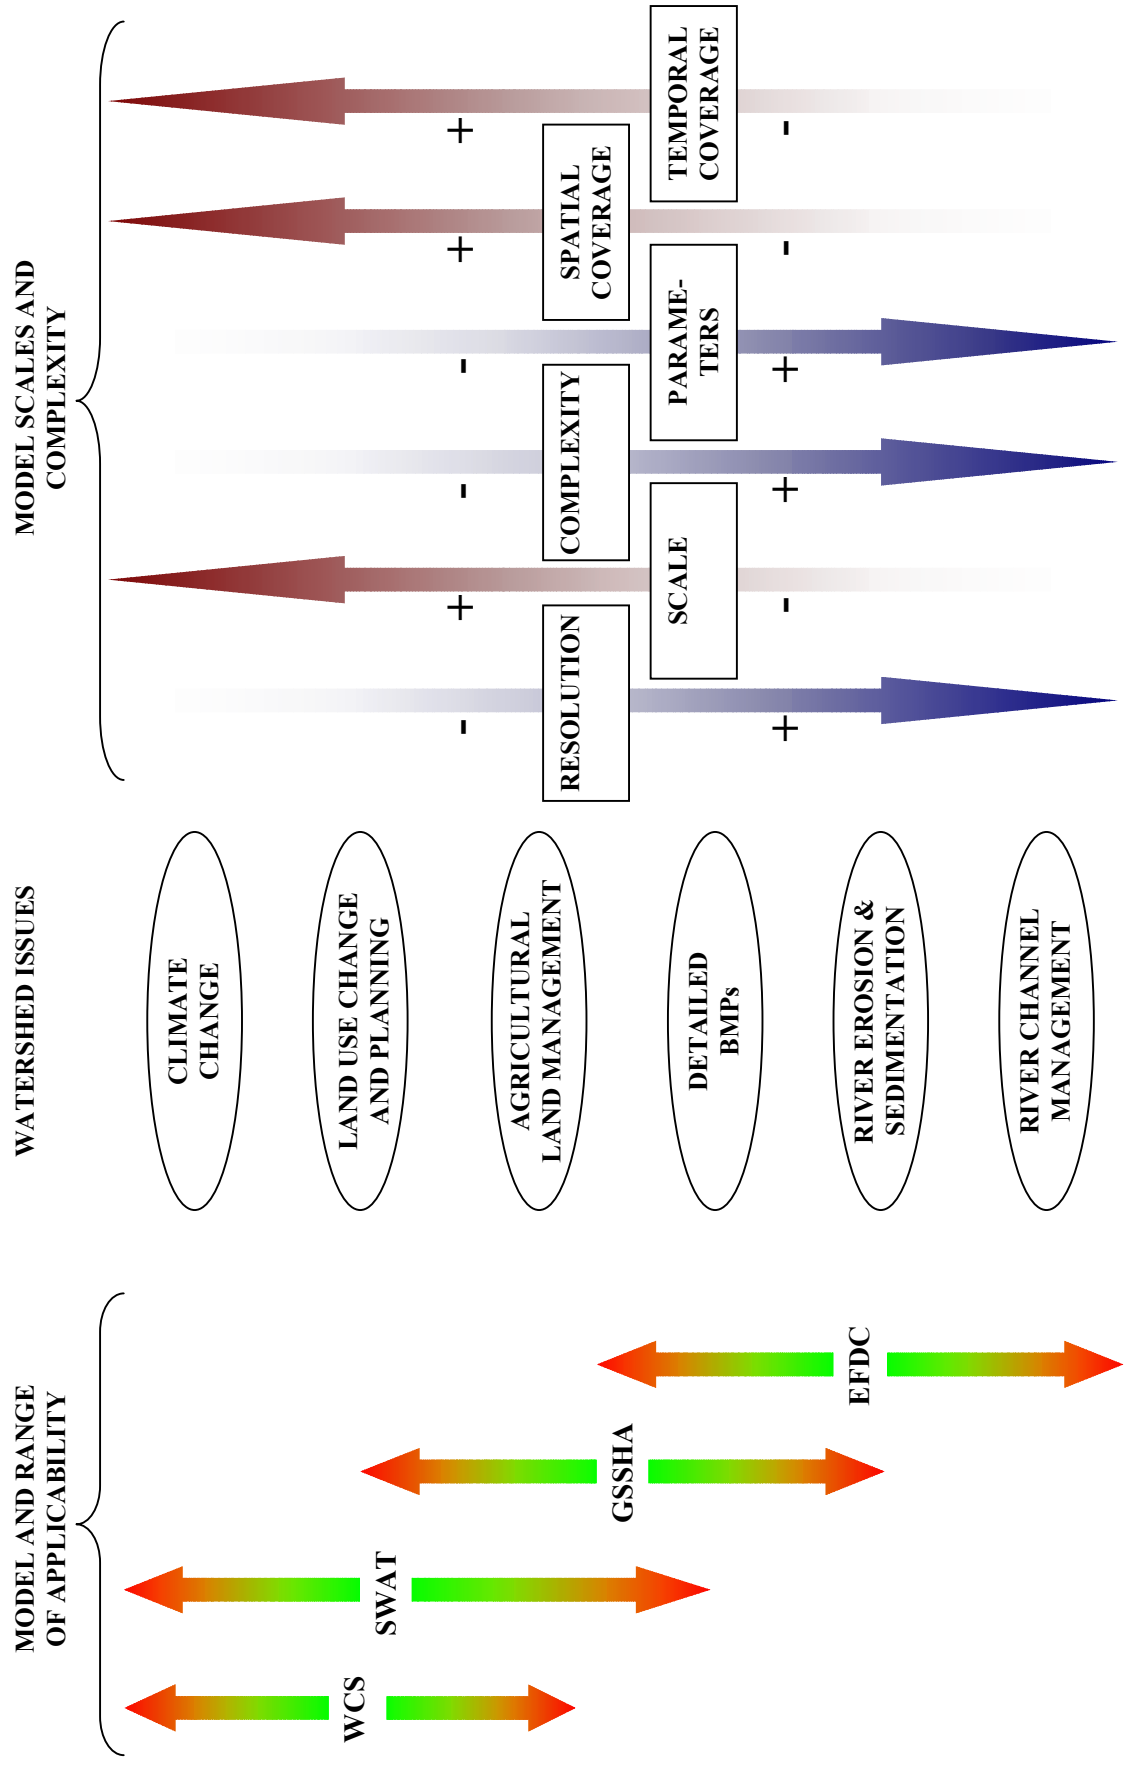 MODEL AND RANGE
OF APPLICABILITY
WATERSHED ISSUES
MODEL SCALES AND
COMPLEXITY
WCS
SWAT
GSSHA
EFDC
CLIMATE
CHANGE
LAND USE CHANGE
AND PLANNING
AGRICULTURAL
LAND MANAGEMENT
DETAILED
BMPs
RIVER EROSION &
SEDIMENTATION
RIVER CHANNEL
MANAGEMENT
-
RESOLUTION
+
+
SCALE
-
-
COMPLEXITY
+
-
PARAME-
TERS
+
+
SPATIAL
COVERAGE
-
+
TEMPORAL
COVERAGE
-